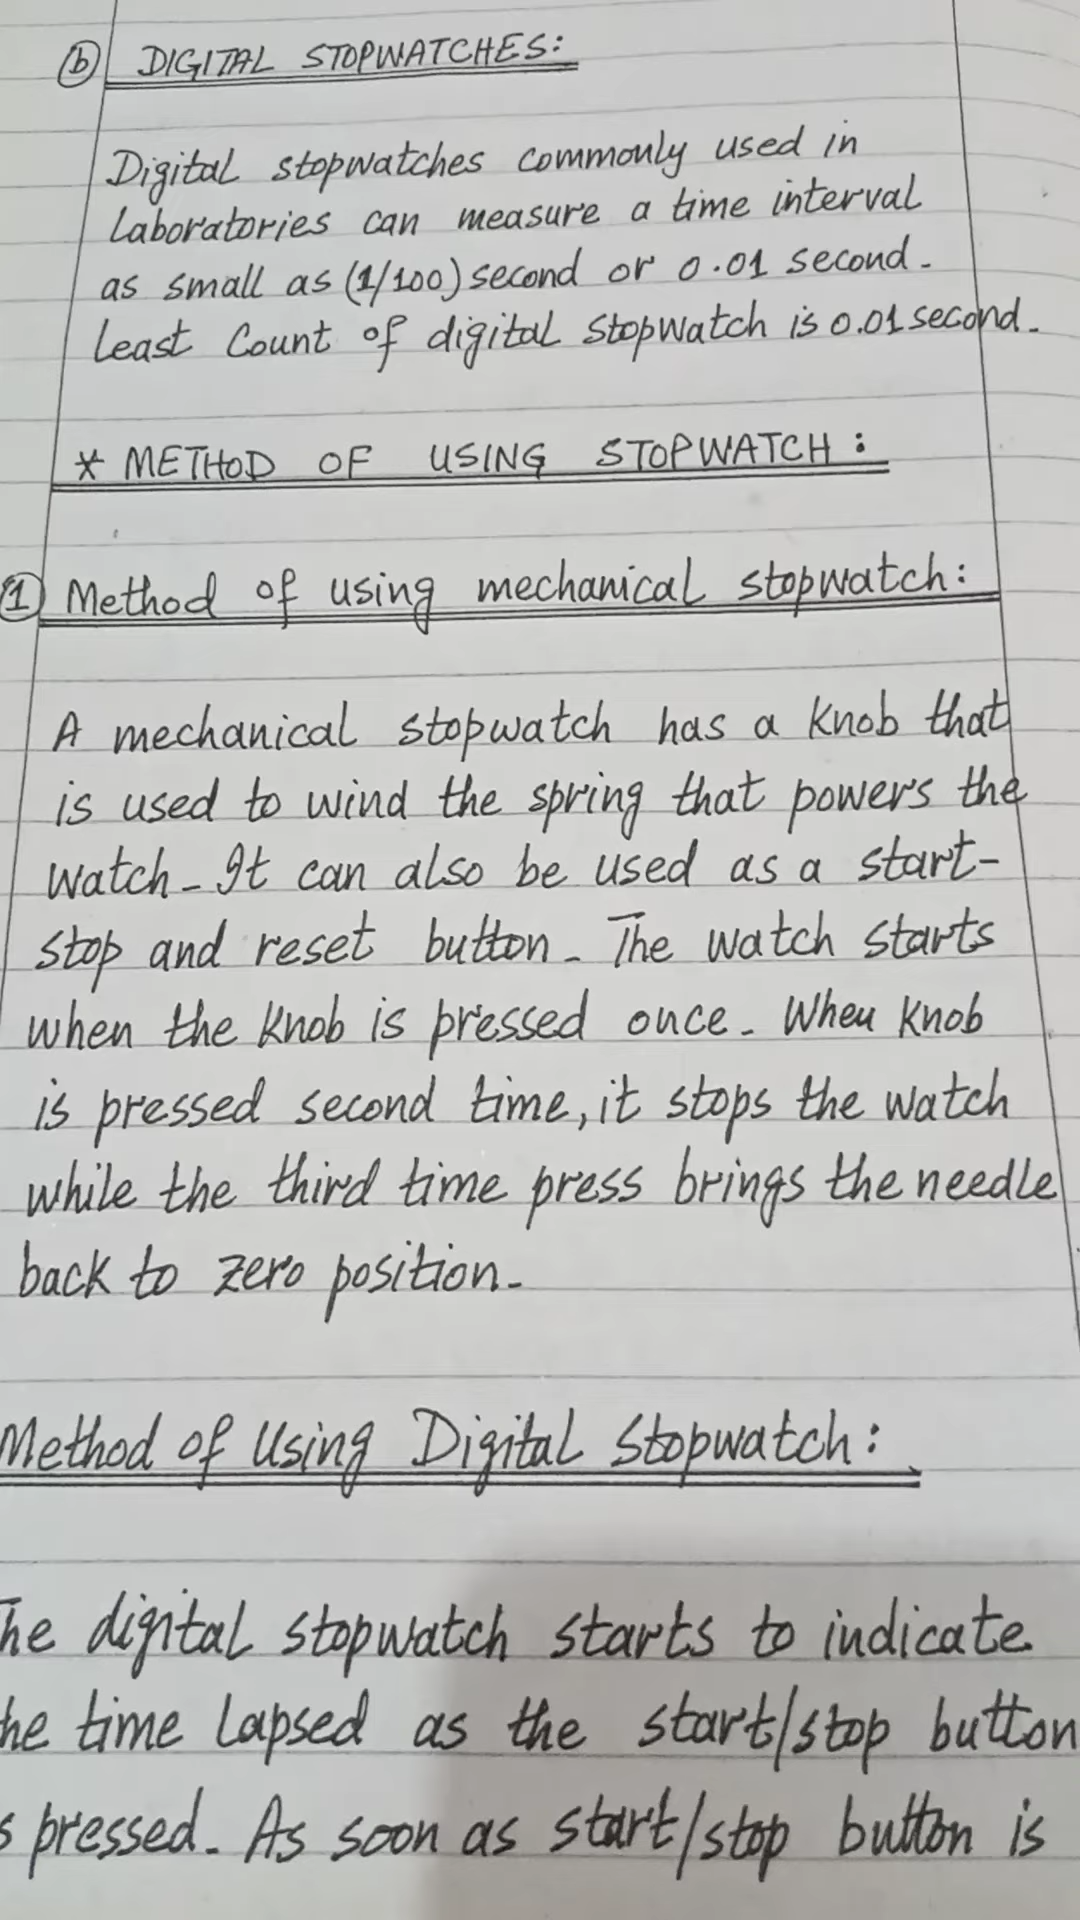 (b) DIGITAL STOPWATCHES:
Digital stopwatches commonly used in
laboratories can measure a time interval
as small as (1/100) second or 0.01 second.
Least Count of digital stopwatch is 0.01 second.
* METHOD OF USING STOPWATCH:
(1) Method of using mechanical stopwatch:
A mechanical stopwatch has a knob that
is used to wind the spring that powers the
watch. It can also be used as a start-
stop and reset button. The watch starts
when the knob is pressed once. When knob
is pressed second time, it stops the watch
while the third time press brings the needle
back to zero position.
Method of Using Digital Stopwatch:
he digital stopwatch starts to indicate
he time lapsed as the start/stop button
s pressed. As soon as start/stop button is